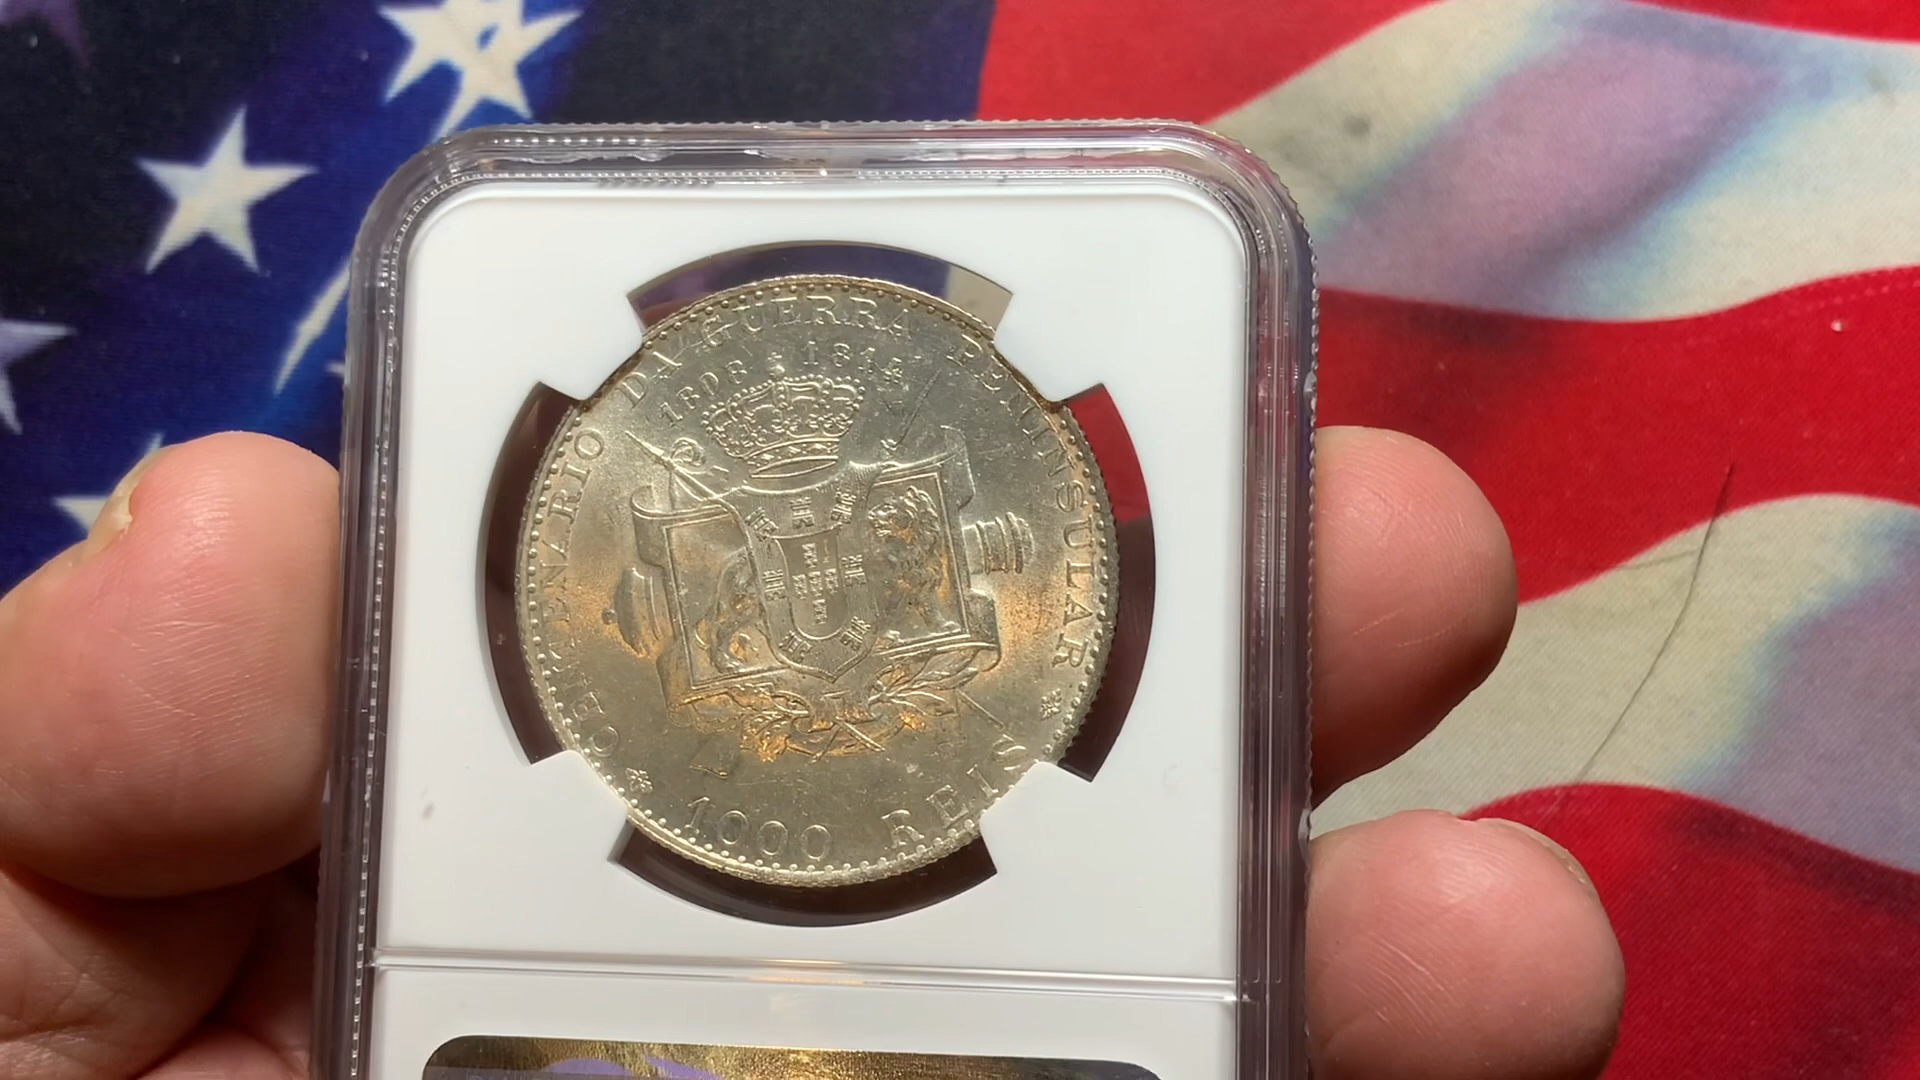 CENTENARIO DA GUERRA PENINSULAR
1808 1814
1000 REIS